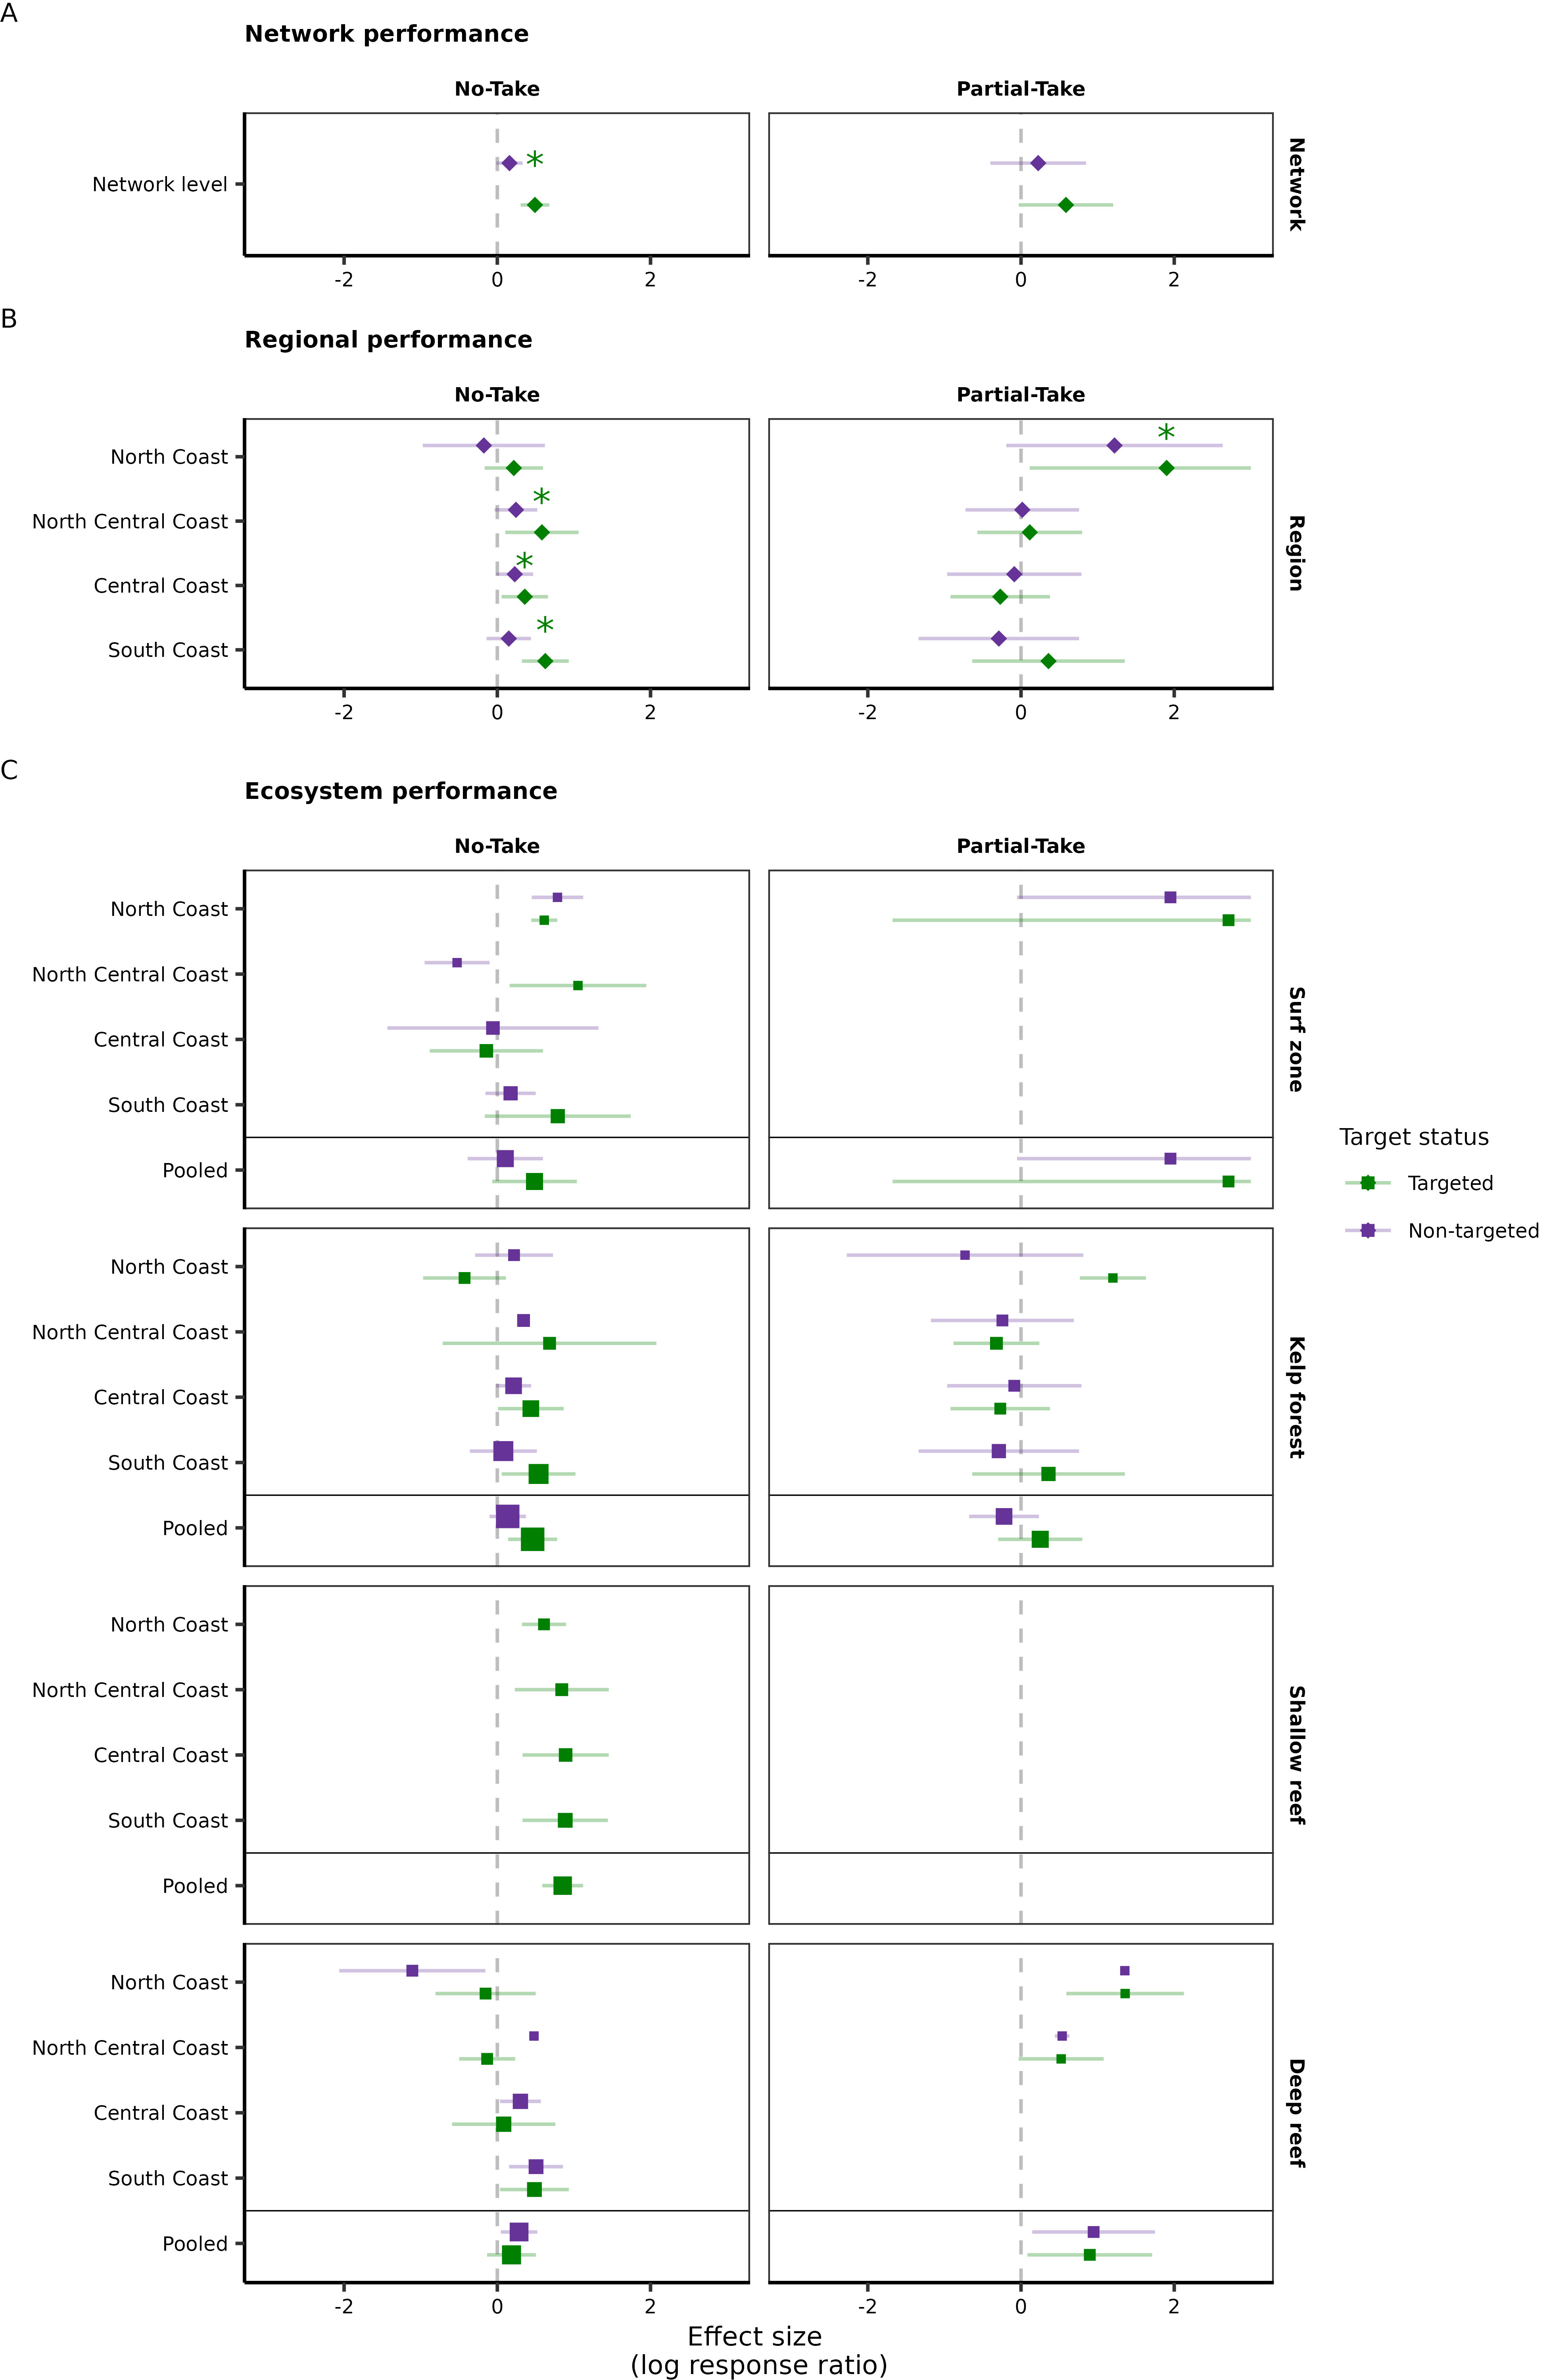 A
Network performance
No-Take
Partial-Take
Network level
*
Network
-2 0 2
-2 0 2
B
Regional performance
No-Take
Partial-Take
North Coast
*
North Central Coast
*
Central Coast
*
South Coast
*
Region
-2 0 2
-2 0 2
C
Ecosystem performance
No-Take
Partial-Take
North Coast
North Central Coast
Central Coast
South Coast
Pooled
Surf zone
North Coast
North Central Coast
Central Coast
South Coast
Pooled
Kelp forest
North Coast
North Central Coast
Central Coast
South Coast
Pooled
Shallow reef
North Coast
North Central Coast
Central Coast
South Coast
Pooled
Deep reef
-2 0 2
-2 0 2
Effect size
(log response ratio)
Target status
Targeted
Non-targeted